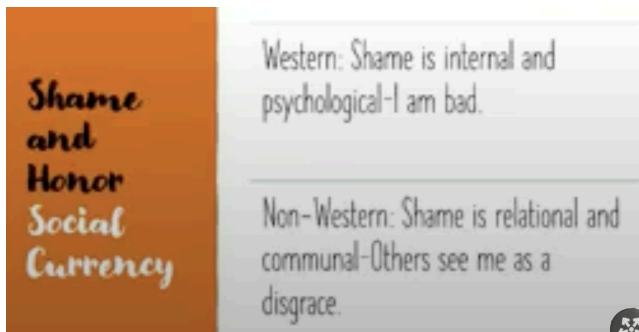 Shame
and
Honor
Social
Currency
Western: Shame is internal and
psychological-I am bad.
Non-Western: Shame is relational and
communal-Others see me as a
disgrace.